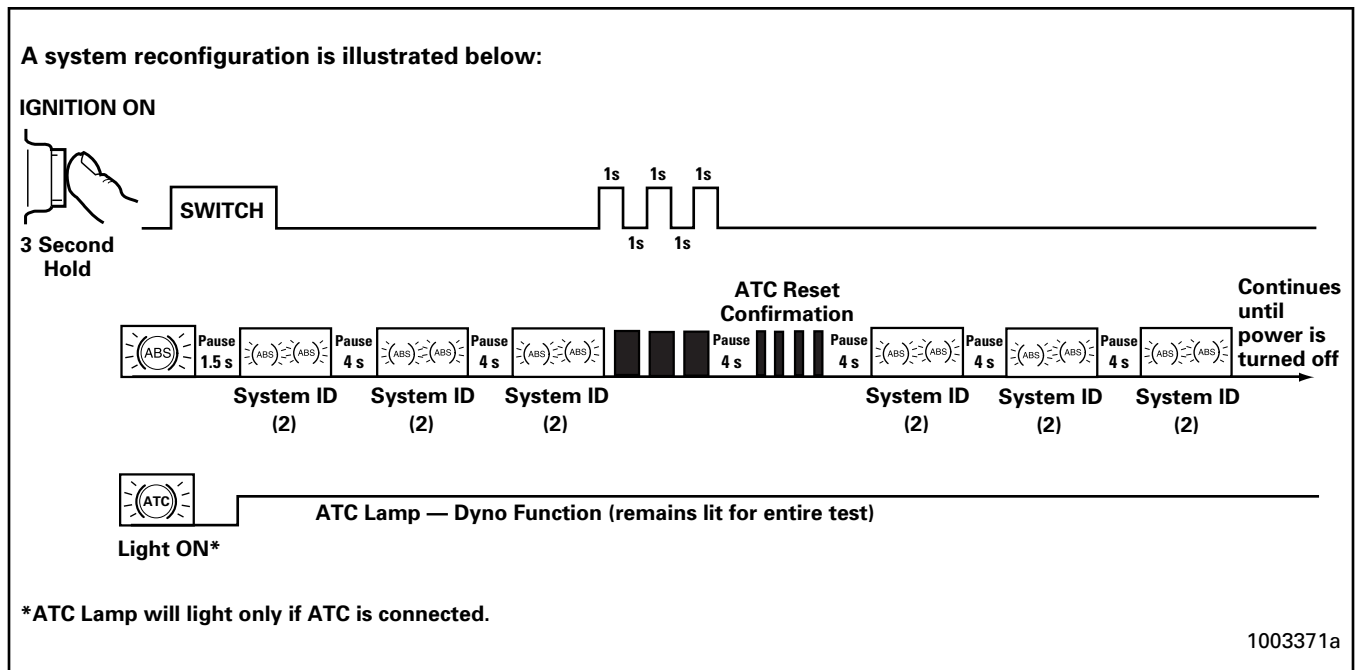 A system reconfiguration is illustrated below:
IGNITION ON
3 Second
Hold
SWITCH
1s 1s 1s
1s 1s
ATC Reset
Confirmation
Continues
until
power is
turned off
ABS
Pause
1.5 s
ABS ABS
Pause
4 s
ABS ABS
Pause
4 s
ABS ABS
Pause
4 s
Pause
4 s
ABS ABS
Pause
4 s
ABS ABS
Pause
4 s
ABS ABS
System ID
(2)
System ID
(2)
System ID
(2)
System ID
(2)
System ID
(2)
System ID
(2)
ATC
Light ON*
ATC Lamp — Dyno Function (remains lit for entire test)
*ATC Lamp will light only if ATC is connected.
1003371a